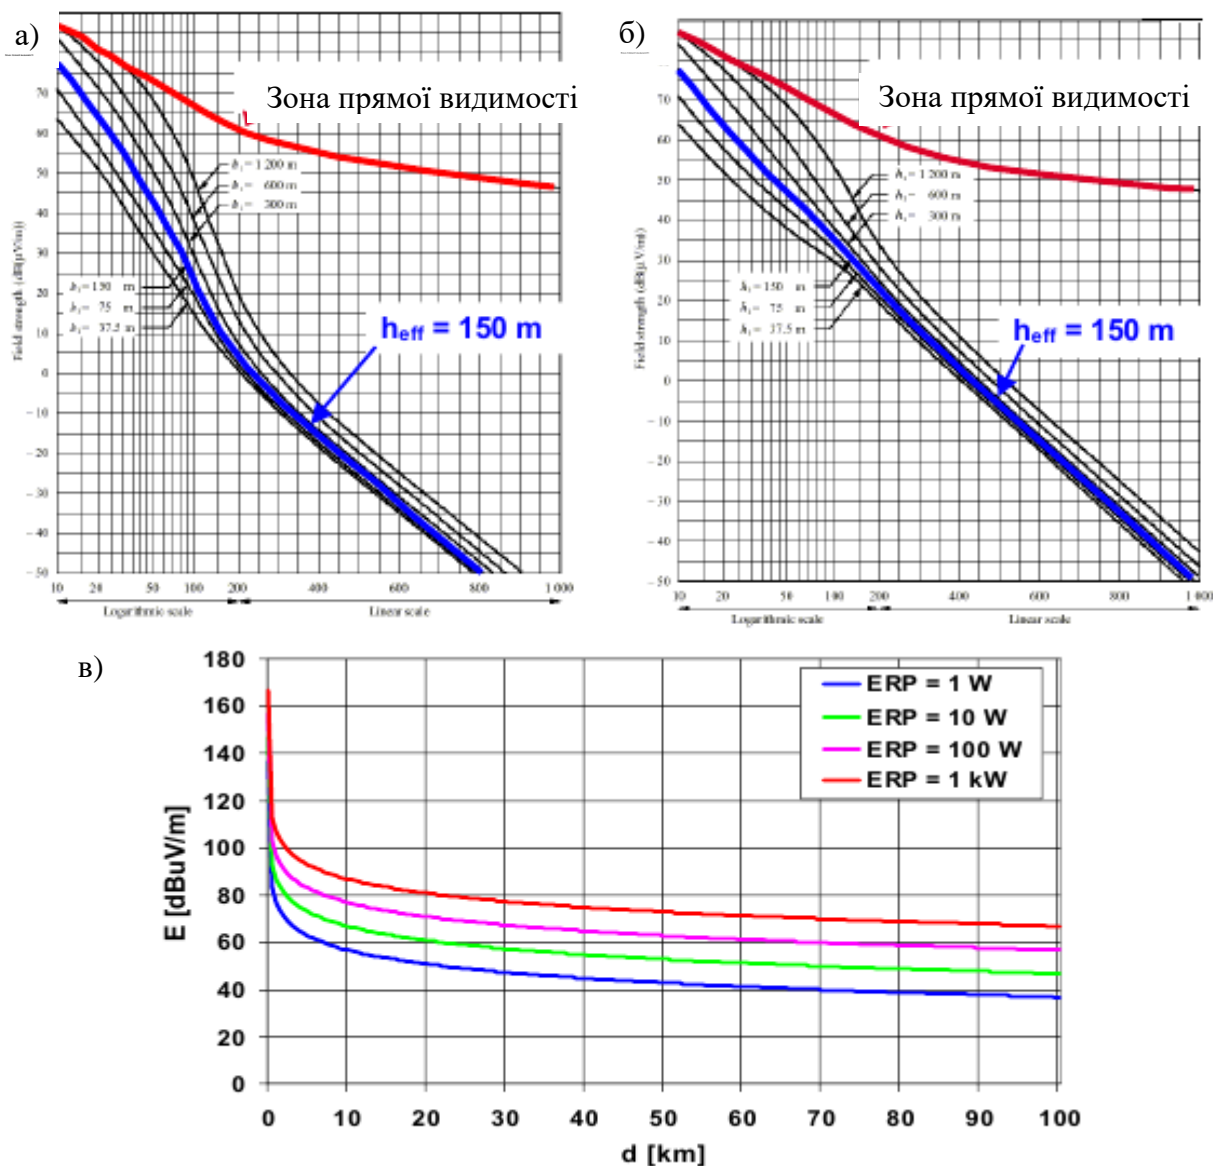 а)
Зона прямої видимості
70
60
50
30
20
10
0
– 10
– 20
– 30
– 40
– 50
Field strength (dB(µV/m))
h₁ = 1 200 m
h₁ = 600 m
h₁ = 300 m
h₁ = 150 m
h₁ = 75 m
h₁ = 37.5 m
heff = 150 m
10 20 50 100 200 400 600 800 1 000
Logarithmic scale
Linear scale
б)
Зона прямої видимості
70
60
50
40
30
20
10
0
– 10
– 20
– 30
– 40
– 50
Field strength (dB(µV/m))
h₁ = 1 200 m
h₁ = 600 m
h₁ = 300 m
h₁ = 150 m
h₁ = 75 m
h₁ = 37.5 m
heff = 150 m
10 20 50 100 200 400 600 800 1 000
Logarithmic scale
Linear scale
в)
180
160
140
120
100
80
60
40
20
0
E [dBuV/m]
ERP = 1 W
ERP = 10 W
ERP = 100 W
ERP = 1 kW
0 10 20 30 40 50 60 70 80 90 100
d [km]